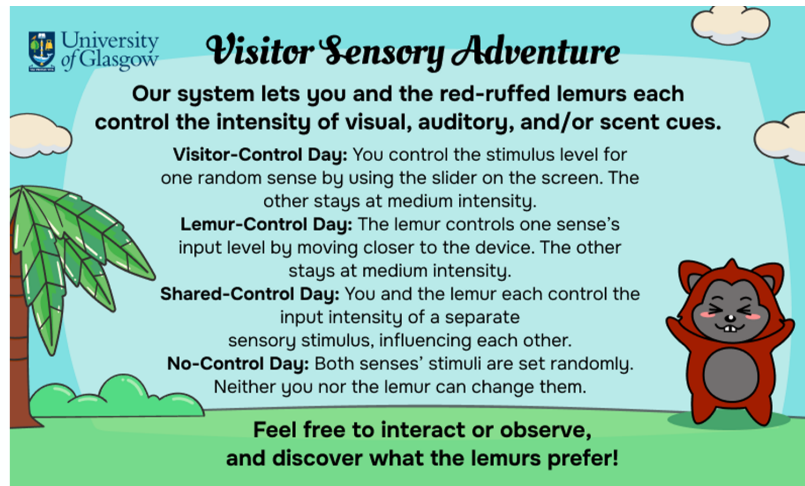 University
of Glasgow
Visitor Sensory Adventure
Our system lets you and the red-ruffed lemurs each
control the intensity of visual, auditory, and/or scent cues.
Visitor-Control Day: You control the stimulus level for
one random sense by using the slider on the screen. The
other stays at medium intensity.
Lemur-Control Day: The lemur controls one sense's
input level by moving closer to the device. The other
stays at medium intensity.
Shared-Control Day: You and the lemur each control the
input intensity of a separate
sensory stimulus, influencing each other.
No-Control Day: Both senses' stimuli are set randomly.
Neither you nor the lemur can change them.
Feel free to interact or observe,
and discover what the lemurs prefer!